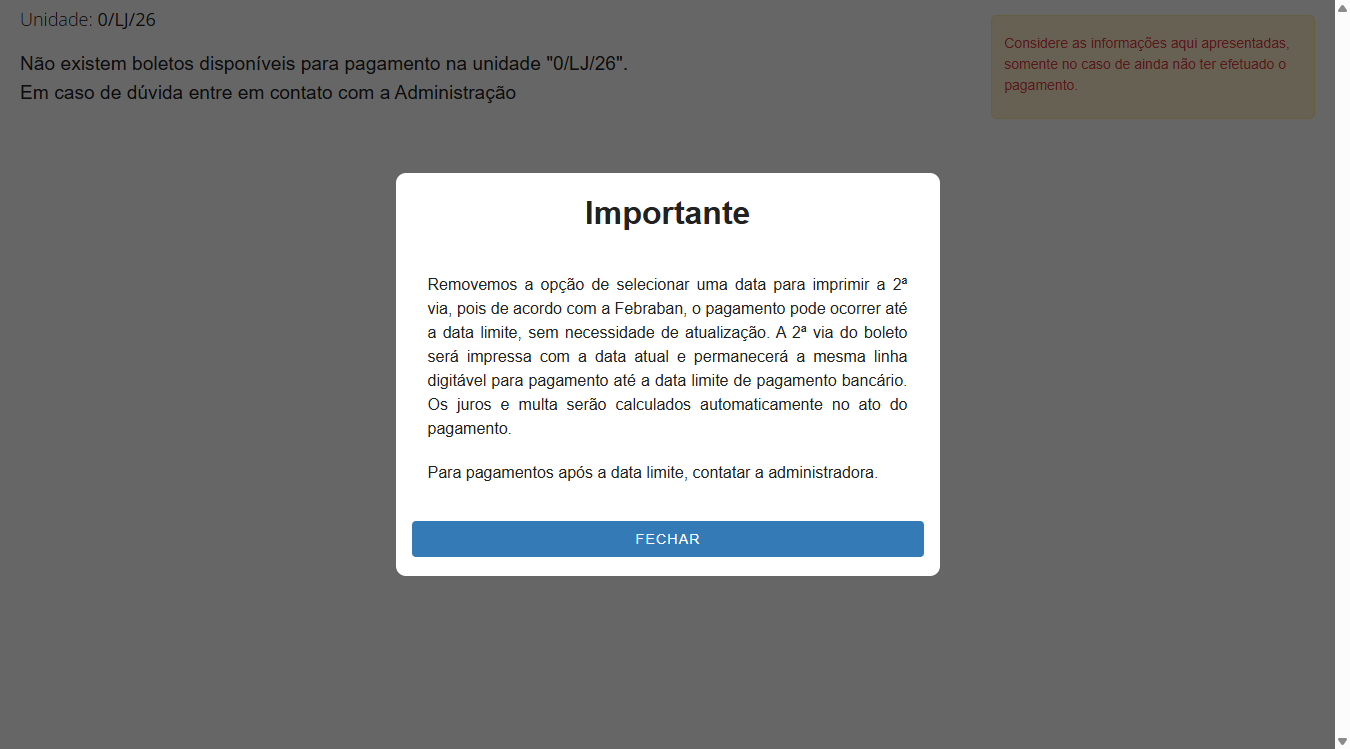 Unidade: 0/LJ/26
Não existem boletos disponíveis para pagamento na unidade "0/LJ/26".
Em caso de dúvida entre em contato com a Administração
Considere as informações aqui apresentadas,
somente no caso de ainda não ter efetuado o
pagamento.
Importante
Removemos a opção de selecionar uma data para imprimir a 2ª
via, pois de acordo com a Febraban, o pagamento pode ocorrer até
a data limite, sem necessidade de atualização. A 2ª via do boleto
será impressa com a data atual e permanecerá a mesma linha
digitável para pagamento até a data limite de pagamento bancário.
Os juros e multa serão calculados automaticamente no ato do
pagamento.
Para pagamentos após a data limite, contatar a administradora.
FECHAR